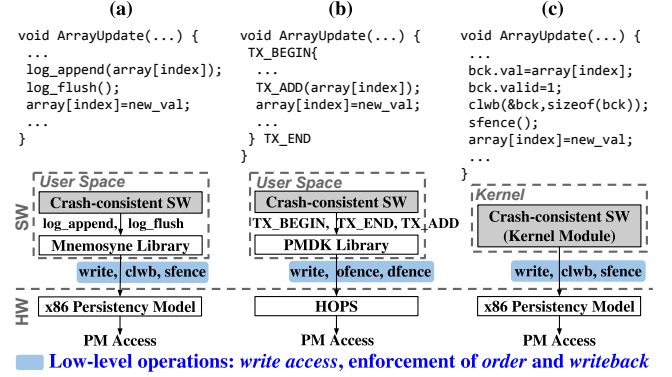 (a)
void ArrayUpdate(...) {
...
log_append(array[index]);
log_flush();
array[index]=new_val;
...
}
(b)
void ArrayUpdate(...) {
TX_BEGIN{
...
TX_ADD(array[index]);
array[index]=new_val;
...
} TX_END
}
(c)
void ArrayUpdate(...) {
...
bck.val=array[index];
bck.valid=1;
clwb(&bck,sizeof(bck));
sfence();
array[index]=new_val;
...
}
SW
User Space
Crash-consistent SW
log_append, log_flush
Mnemosyne Library
write, clwb, sfence
User Space
Crash-consistent SW
TX_BEGIN, TX_END, TX_ADD
PMDK Library
write, ofence, dfence
Kernel
Crash-consistent SW
(Kernel Module)
write, clwb, sfence
HW
x86 Persistency Model
PM Access
HOPS
PM Access
x86 Persistency Model
PM Access
Low-level operations: write access, enforcement of order and writeback